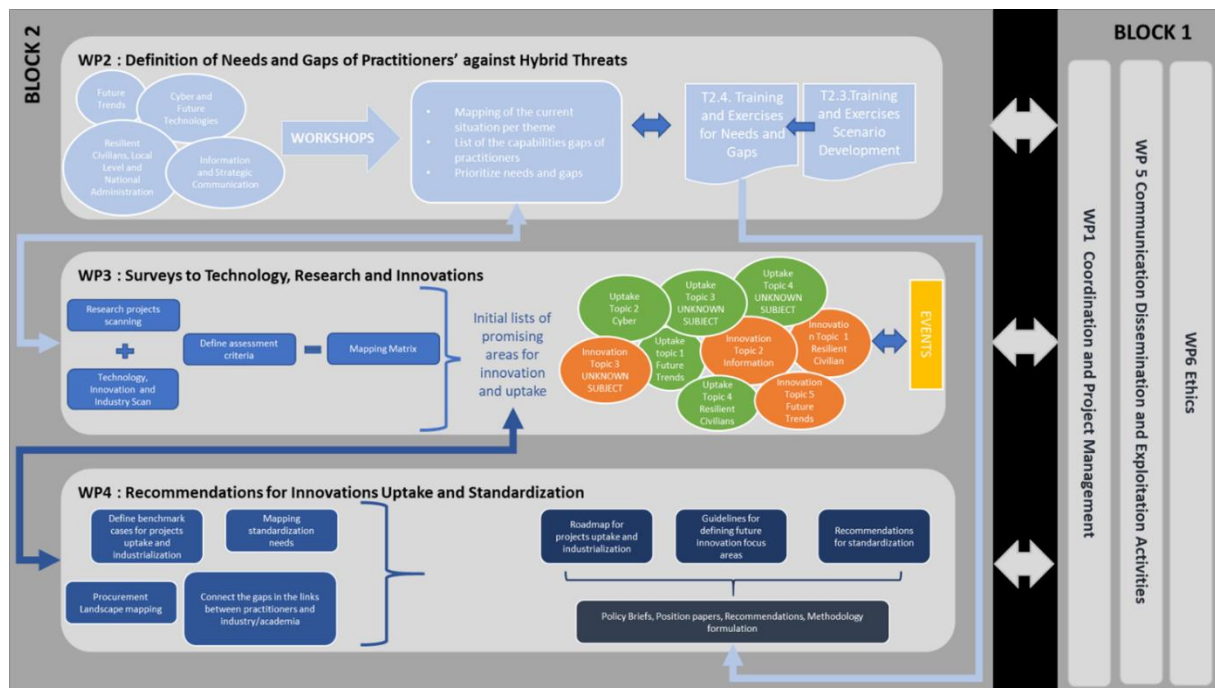 BLOCK 2
WP2 : Definition of Needs and Gaps of Practitioners' against Hybrid Threats
Future
Trends
Cyber and
Future
Technologies
Resilient
Civilians, Local
Level and
National
Administration
Information
and Strategic
Communication
WORKSHOPS
• Mapping of the current
situation per theme
• List of the capabilities gaps of
practitioners
• Prioritize needs and gaps
T2.4. Training
and Exercises
for Needs and
Gaps
T2.3.Training
and Exercises
Scenario
Development
WP3 : Surveys to Technology, Research and Innovations
Research projects
scanning
Technology,
Innovation and
Industry Scan
Define assessment
criteria
Mapping Matrix
Initial lists of
promising
areas for
innovation
and uptake
Uptake
Topic 2
Cyber
Uptake
Topic 3
UNKNOWN
SUBJECT
Uptake
Topic 4
UNKNOWN
SUBJECT
Innovation
Topic 3
UNKNOWN
SUBJECT
Uptake
topic 1
Future
Trends
Innovation
Topic 2
Information
Innovatio
n Topic 1
Resilient
Civilian
Uptake
Topic 4
Resilient
Civilians
Innovation
Topic 5
Future
Trends
EVENTS
WP4 : Recommendations for Innovations Uptake and Standardization
Define benchmark
cases for projects
uptake and
industrialization
Mapping
standardization
needs
Procurement
Landscape mapping
Connect the gaps in the links
between practitioners and
industry/academia
Roadmap for
projects uptake and
industrialization
Guidelines for
defining future
innovation focus
areas
Recommendations
for standardization
Policy Briefs, Position papers, Recommendations, Methodology
formulation
BLOCK 1
WP1 Coordination and Project Management
WP 5 Communication Dissemination and Exploitation Activities
WP6 Ethics